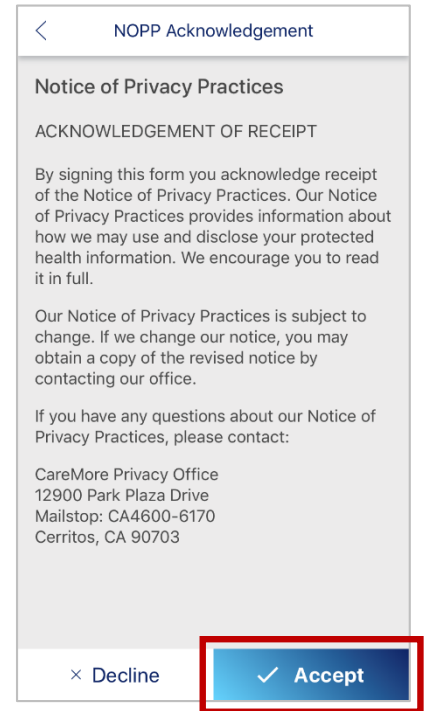 NOPP Acknowledgement
Notice of Privacy Practices
ACKNOWLEDGEMENT OF RECEIPT
By signing this form you acknowledge receipt
of the Notice of Privacy Practices. Our Notice
of Privacy Practices provides information about
how we may use and disclose your protected
health information. We encourage you to read
it in full.
Our Notice of Privacy Practices is subject to
change. If we change our notice, you may
obtain a copy of the revised notice by
contacting our office.
If you have any questions about our Notice of
Privacy Practices, please contact:
CareMore Privacy Office
12900 Park Plaza Drive
Mailstop: CA4600-6170
Cerritos, CA 90703
× Decline
✓ Accept